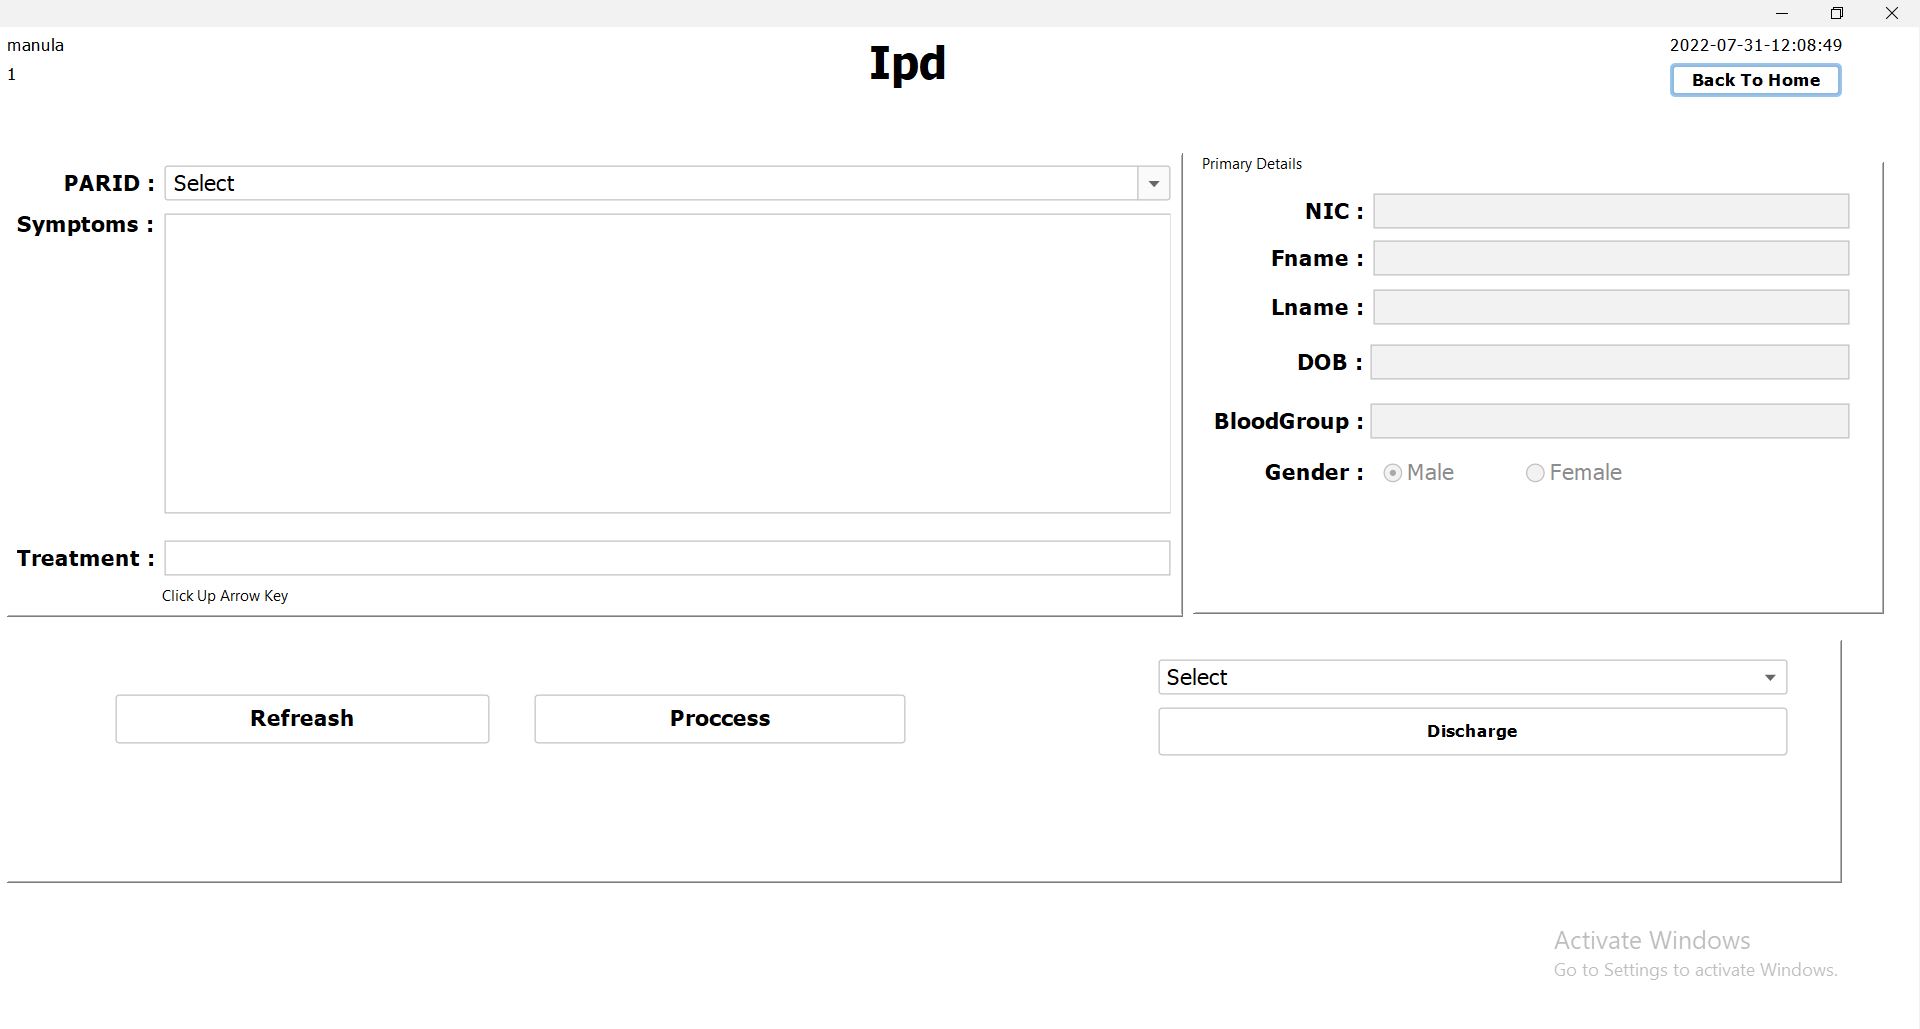 manula
1
Ipd
2022-07-31-12:08:49
Back To Home
PARID : Select
Symptoms :
Treatment :
Click Up Arrow Key
Primary Details
NIC :
Fname :
Lname :
DOB :
BloodGroup :
Gender : Male Female
Refreash Proccess
Select
Discharge
Activate Windows
Go to Settings to activate Windows.